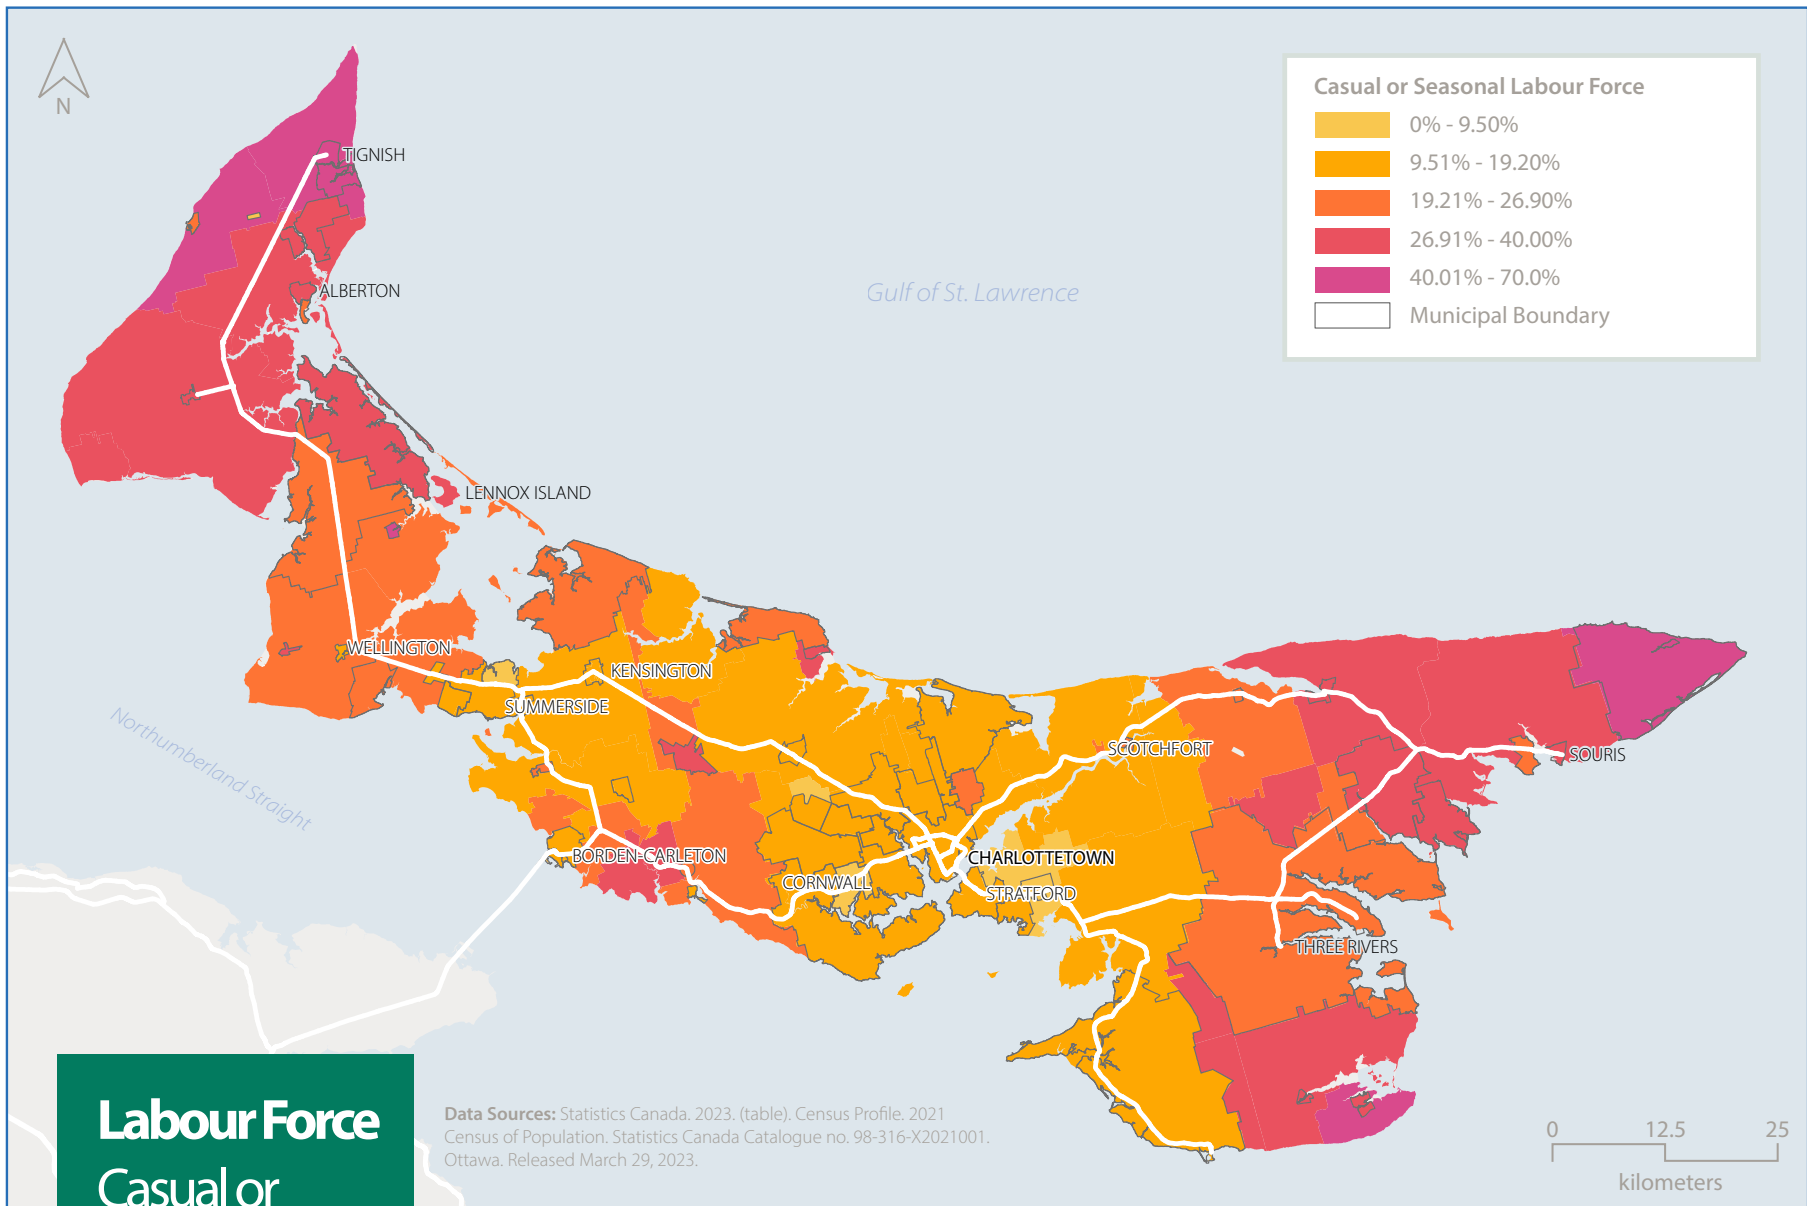 N
Casual or Seasonal Labour Force
0% - 9.50%
9.51% - 19.20%
19.21% - 26.90%
26.91% - 40.00%
40.01% - 70.0%
Municipal Boundary
TIGNISH
ALBERTON
Gulf of St. Lawrence
LENNOX ISLAND
WELLINGTON
KENSINGTON
SUMMERSIDE
Northumberland Straight
SCOTCHFORT
SOURIS
BORDEN-CARLETON
CHARLOTTETOWN
CORNWALL
STRATFORD
THREE RIVERS
Labour Force
Casual or
Data Sources: Statistics Canada. 2023. (table). Census Profile. 2021
Census of Population. Statistics Canada Catalogue no. 98-316-X2021001.
Ottawa. Released March 29, 2023.
0 12.5 25
kilometers